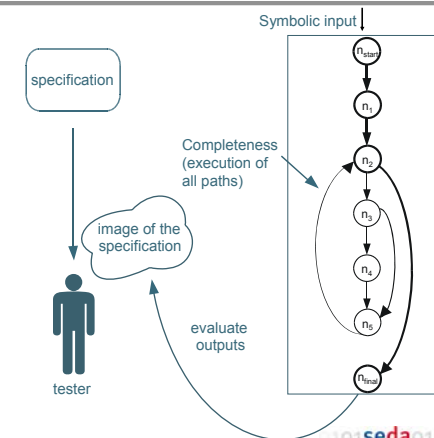 Symbolic input
n_start
specification
n_1
Completeness
(execution of
all paths)
n_2
n_3
image of the
specification
n_4
n_5
evaluate
outputs
n_final
tester
seda